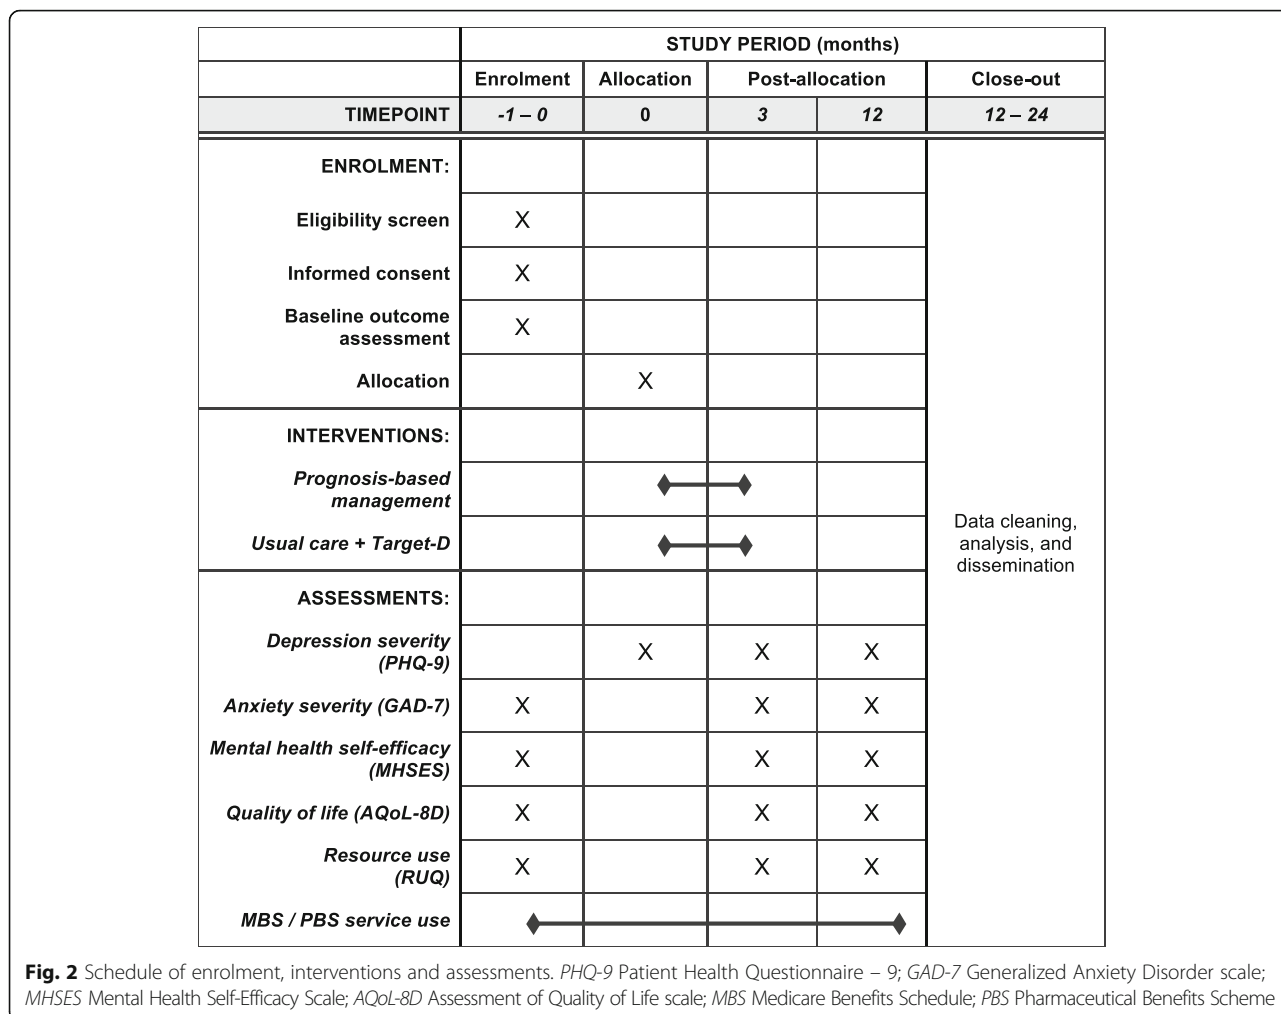 STUDY PERIOD (months)
Enrolment Allocation Post-allocation Close-out
TIMEPOINT -1 – 0 0 3 12 12 – 24
ENROLMENT:
Eligibility screen X
Informed consent X
Baseline outcome
assessment X
Allocation X
INTERVENTIONS:
Prognosis-based
management
Usual care + Target-D
Data cleaning,
analysis, and
dissemination
ASSESSMENTS:
Depression severity
(PHQ-9) X X X
Anxiety severity (GAD-7) X X X
Mental health self-efficacy
(MHSES) X X X
Quality of life (AQoL-8D) X X X
Resource use
(RUQ) X X X
MBS / PBS service use
Fig. 2 Schedule of enrolment, interventions and assessments. PHQ-9 Patient Health Questionnaire – 9; GAD-7 Generalized Anxiety Disorder scale;
MHSES Mental Health Self-Efficacy Scale; AQoL-8D Assessment of Quality of Life scale; MBS Medicare Benefits Schedule; PBS Pharmaceutical Benefits Scheme